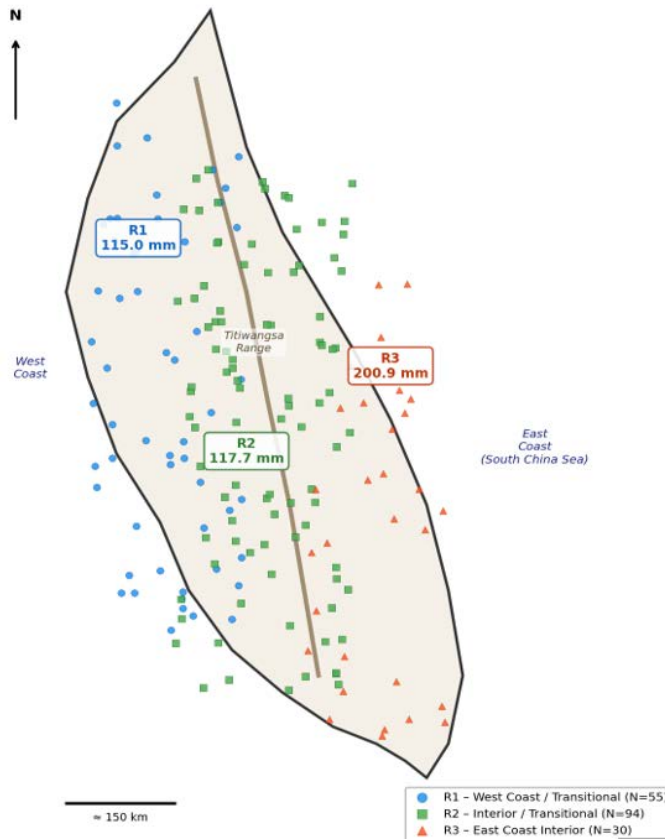 N
R1
115.0 mm
Titiwangsa
Range
West
Coast
R3
200.9 mm
R2
117.7 mm
East
Coast
(South China Sea)
≈ 150 km
R1 – West Coast / Transitional (N=55)
R2 – Interior / Transitional (N=94)
R3 – East Coast Interior (N=30)